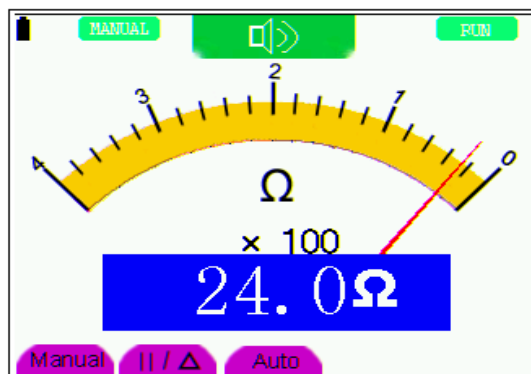 MANUAL RUN
4 3 2 1 0
Ω
× 100
24.0Ω
Manual || / Δ Auto